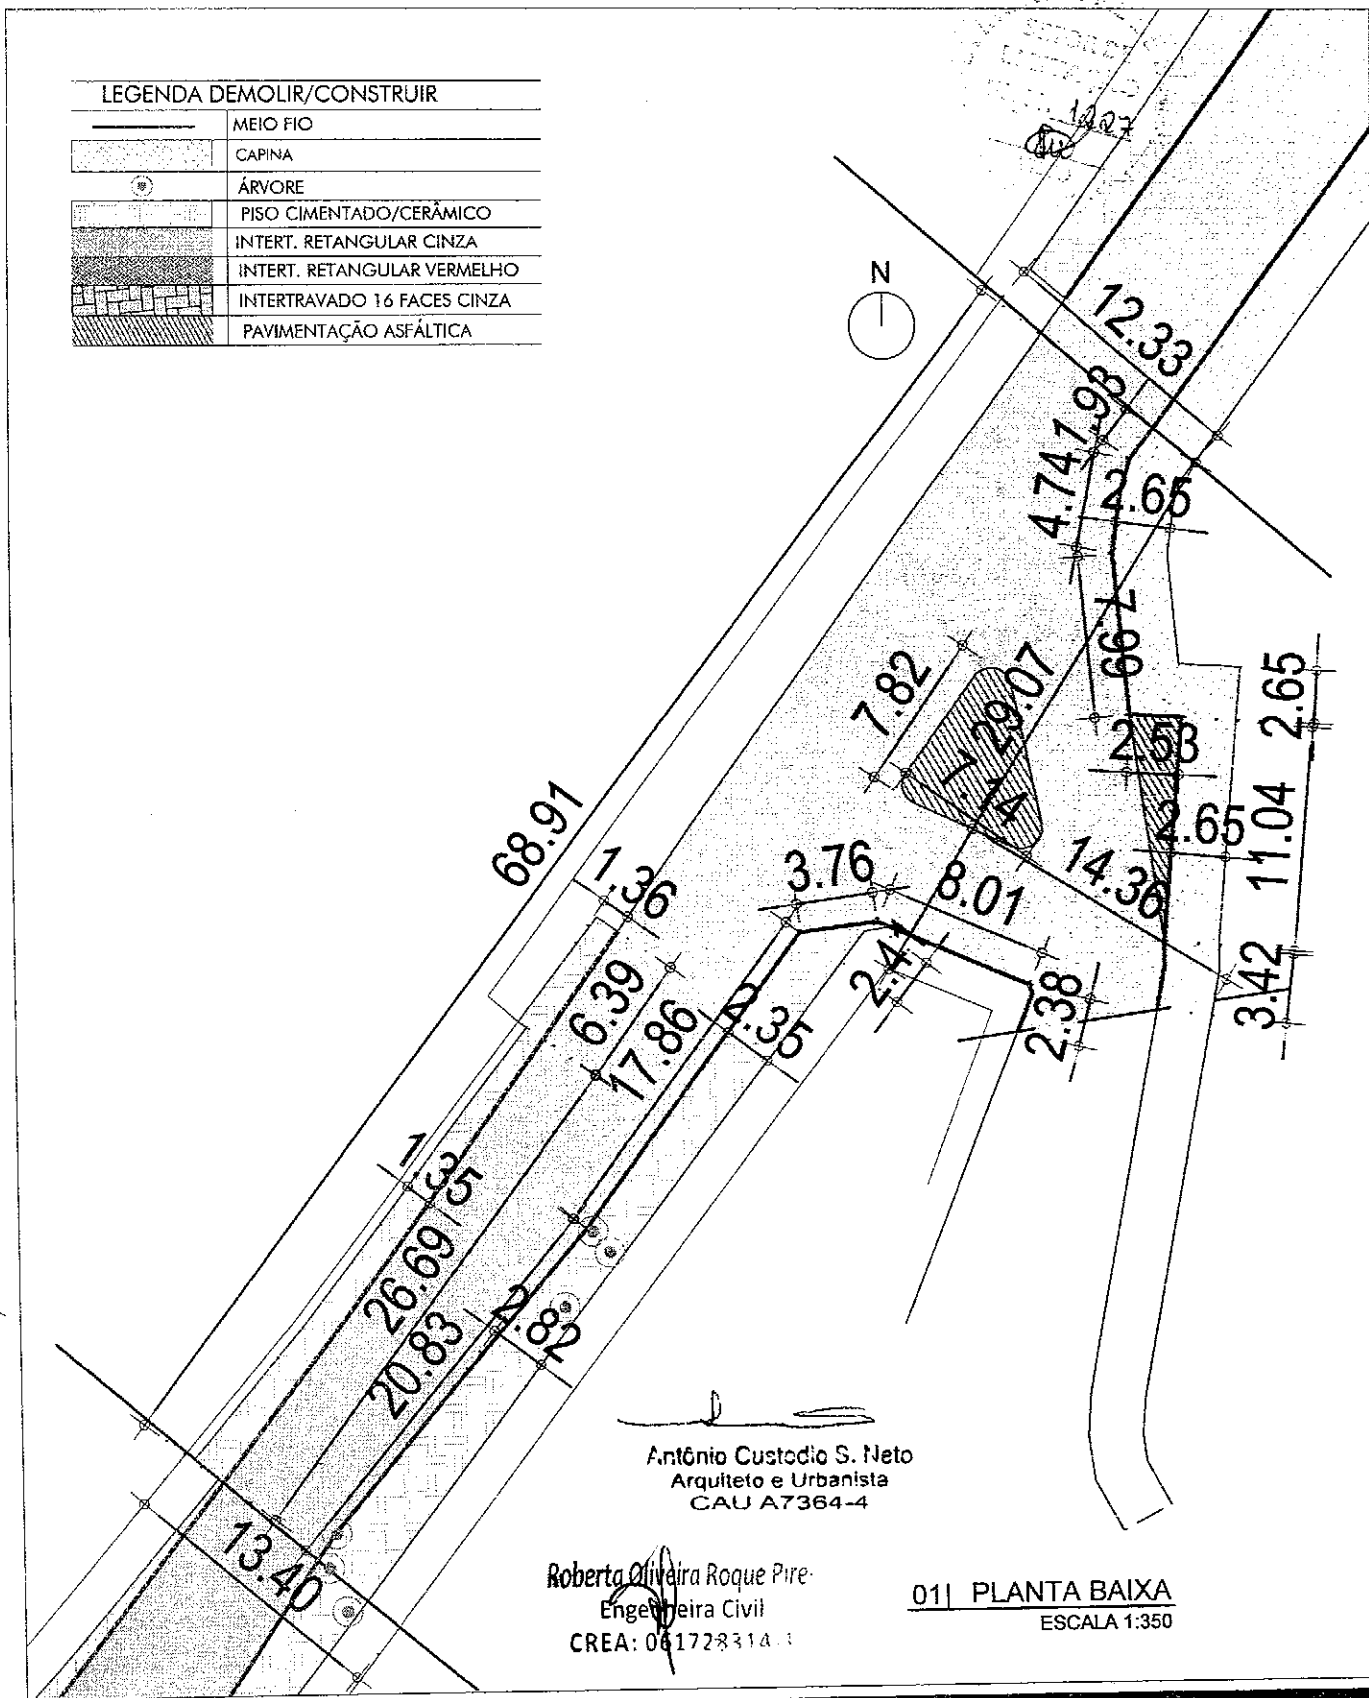 LEGENDA DEMOLIR/CONSTRUIR
MEIO FIO
CAPINA
ÁRVORE
PISO CIMENTADO/CERÂMICO
INTERT. RETANGULAR CINZA
INTERT. RETANGULAR VERMELHO
INTERTRAVADO 16 FACES CINZA
PAVIMENTAÇÃO ASFÁLTICA
1227
N
12.33
1.93
4.74
2.65
7.99
2.65
7.82
29.07
7.14
2.53
2.65
11.04
68.91
1.36
3.76
8.01
14.36
2.41
2.38
3.42
6.39
17.86
2.35
1.35
26.69
20.83
2.82
13.40
Antônio Custodio S. Neto
Arquiteto e Urbanista
CAU A7364-4
Roberta Oliveira Roque Pire
Engenheira Civil
CREA:
01| PLANTA BAIXA
ESCALA 1:350